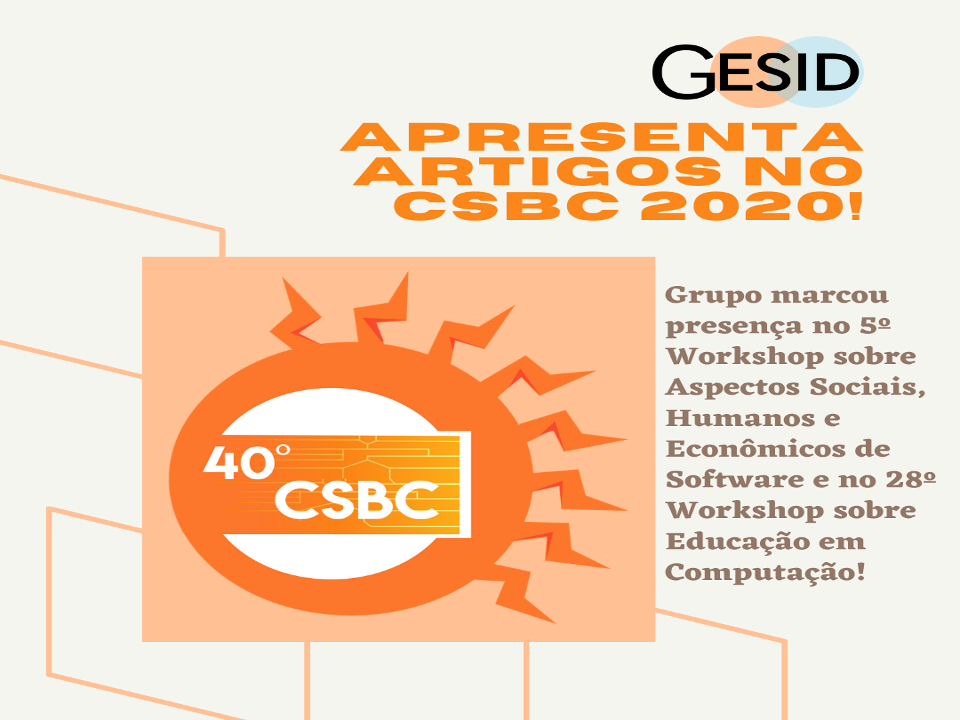 GESID
APRESENTA
ARTIGOS NO
CSBC 2020!
40°
CSBC
Grupo marcou
presença no 5º
Workshop sobre
Aspectos Sociais,
Humanos e
Econômicos de
Software e no 28º
Workshop sobre
Educação em
Computação!